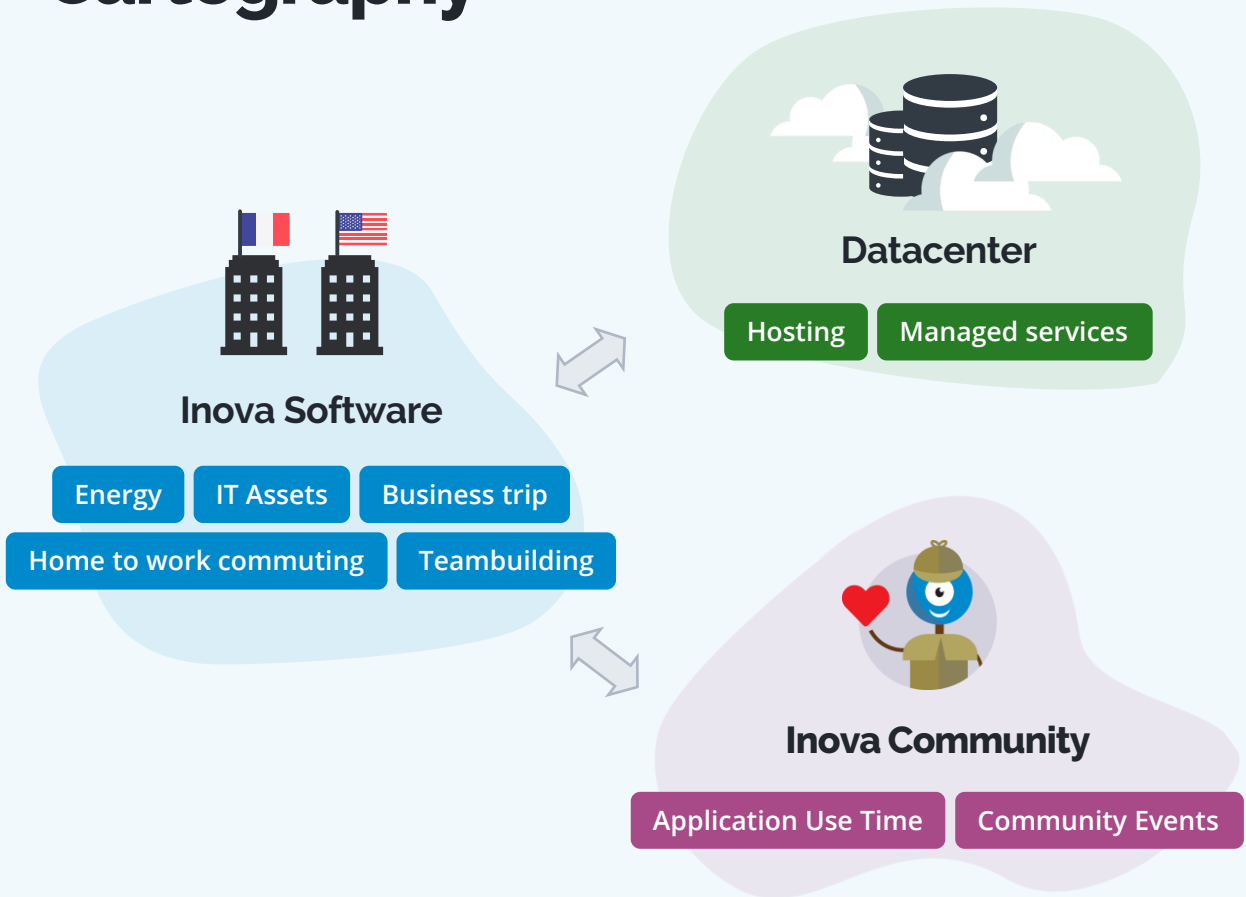 Cartography
Datacenter
Hosting
Managed services
Inova Software
Energy
IT Assets
Business trip
Home to work commuting
Teambuilding
Inova Community
Application Use Time
Community Events